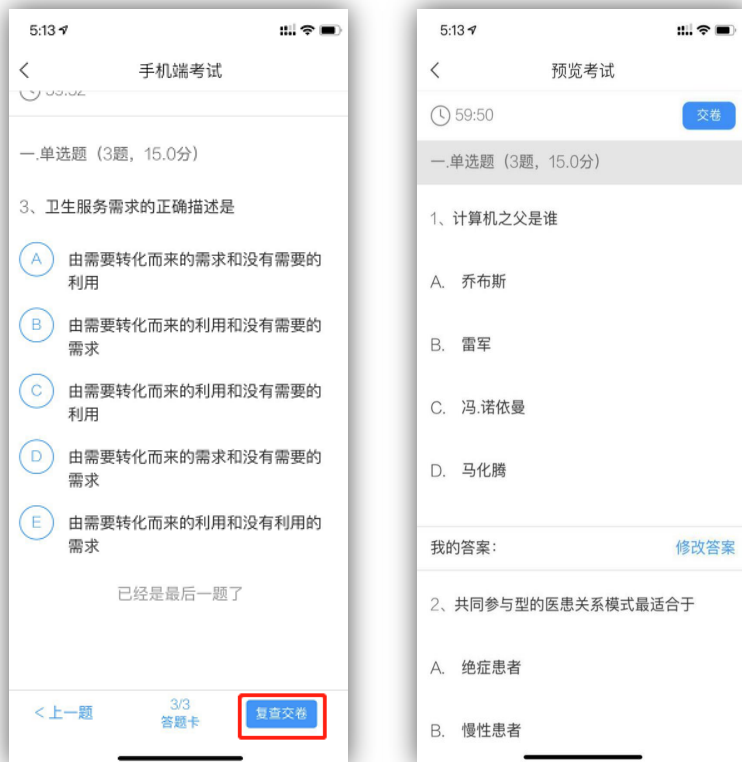 5:13
手机端考试
59:52
一.单选题（3题，15.0分）
3、卫生服务需求的正确描述是
A 由需要转化而来的需求和没有需要的
利用
B 由需要转化而来的利用和没有需要的
需求
C 由需要转化而来的利用和没有需要的
利用
D 由需要转化而来的需求和没有需要的
需求
E 由需要转化而来的利用和没有利用的
需求
已经是最后一题了
<上一题
3/3
答题卡
复查交卷
5:13
预览考试
59:50
交卷
一.单选题（3题，15.0分）
1、计算机之父是谁
A. 乔布斯
B. 雷军
C. 冯.诺依曼
D. 马化腾
我的答案：
修改答案
2、共同参与型的医患关系模式最适合于
A. 绝症患者
B. 慢性患者